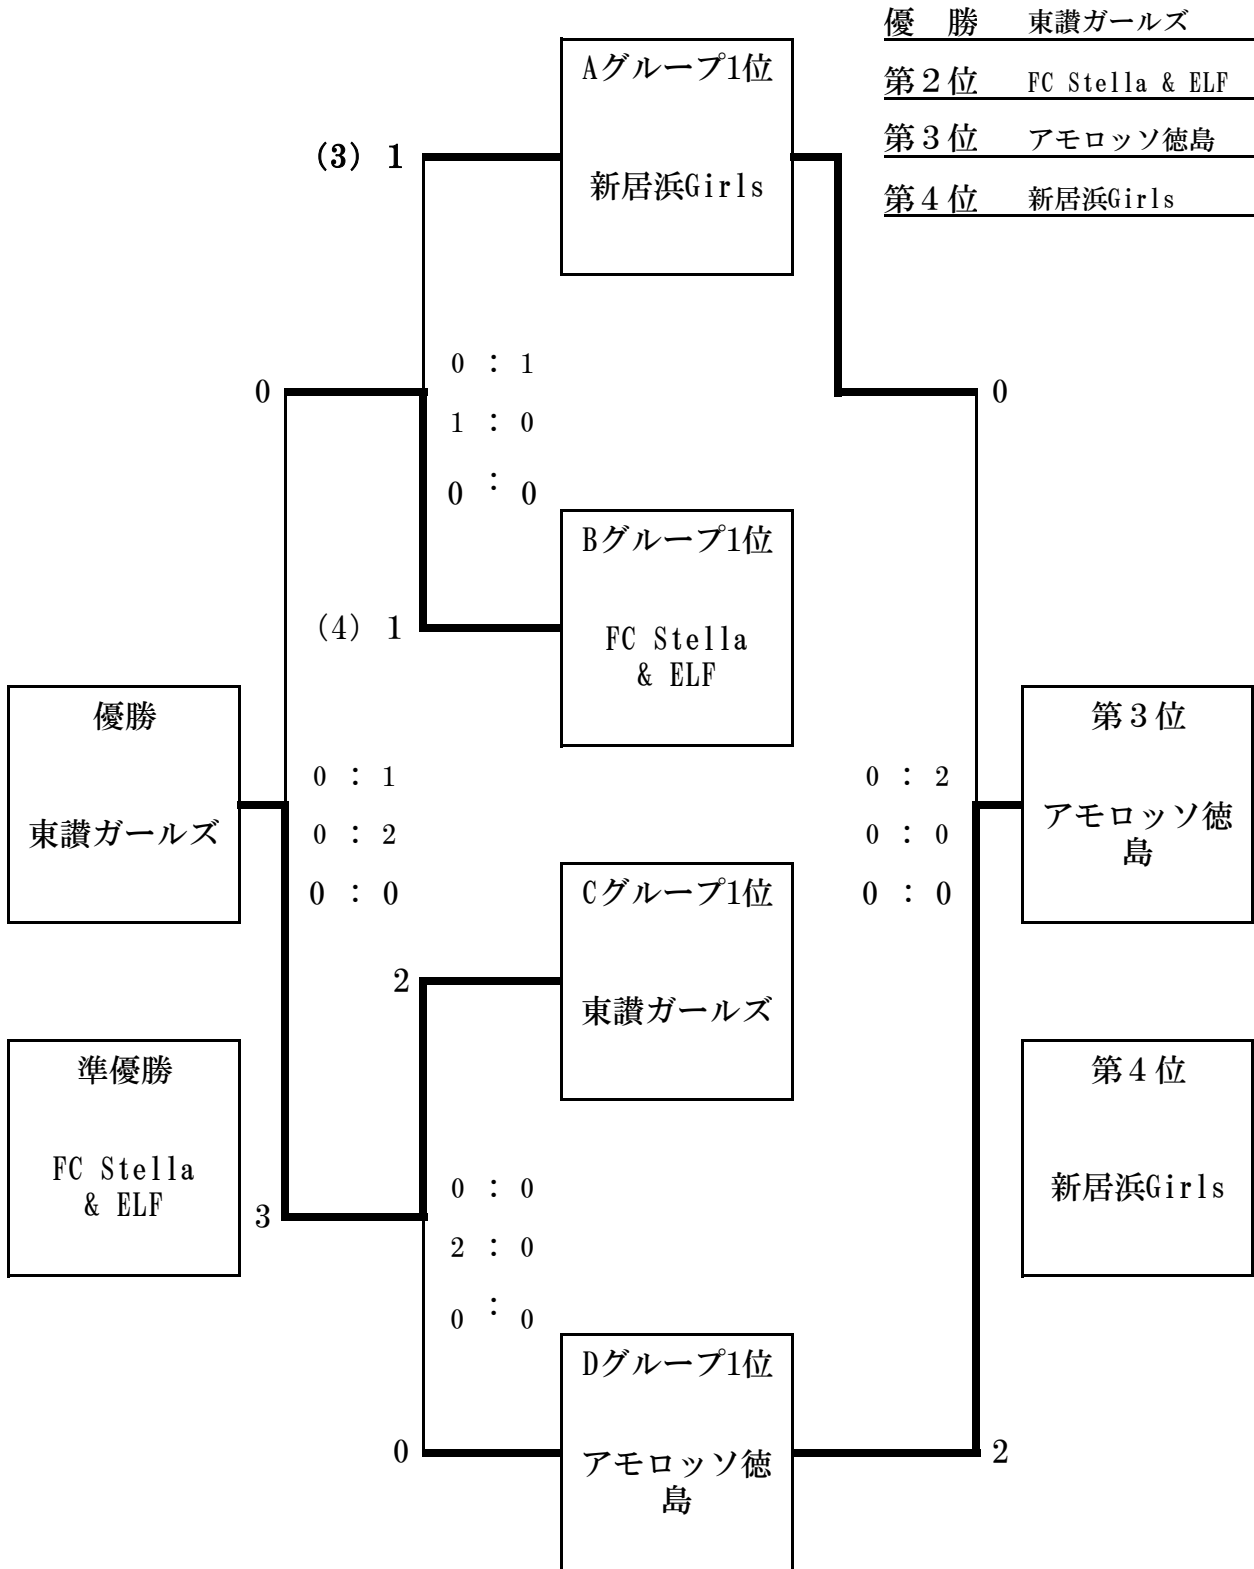 優　勝　東讃ガールズ
第２位　FC Stella & ELF
第３位　アモロッソ徳島
第４位　新居浜Girls
Aグループ1位
新居浜Girls
(3) 1
0 : 1
1 : 0
0 : 0
0
0
Bグループ1位
FC Stella
& ELF
(4) 1
優勝
東讃ガールズ
0 : 1
0 : 2
0 : 0
0 : 2
0 : 0
0 : 0
第３位
アモロッソ徳
島
Cグループ1位
東讃ガールズ
2
準優勝
FC Stella
& ELF
3
0 : 0
2 : 0
0 : 0
第４位
新居浜Girls
Dグループ1位
アモロッソ徳
島
0
2